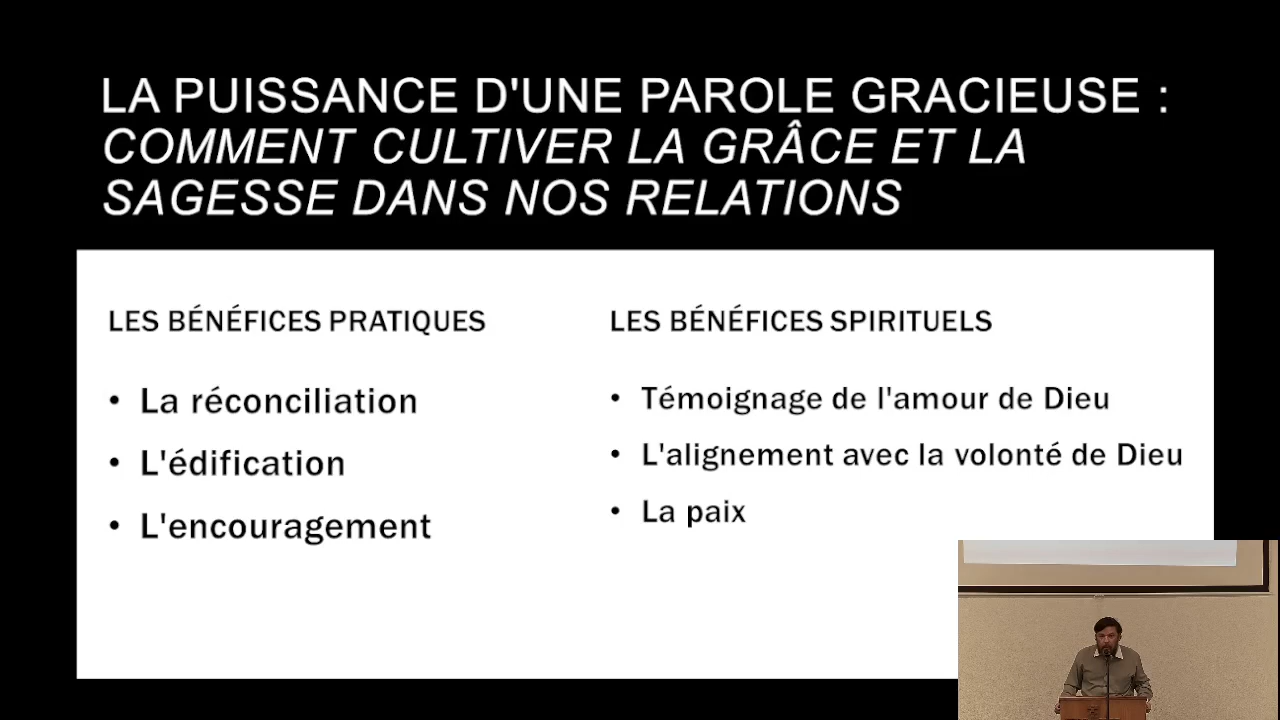 LA PUISSANCE D'UNE PAROLE GRACIEUSE :
COMMENT CULTIVER LA GRÂCE ET LA
SAGESSE DANS NOS RELATIONS
LES BÉNÉFICES PRATIQUES
• La réconciliation
• L'édification
• L'encouragement
LES BÉNÉFICES SPIRITUELS
• Témoignage de l'amour de Dieu
• L'alignement avec la volonté de Dieu
• La paix